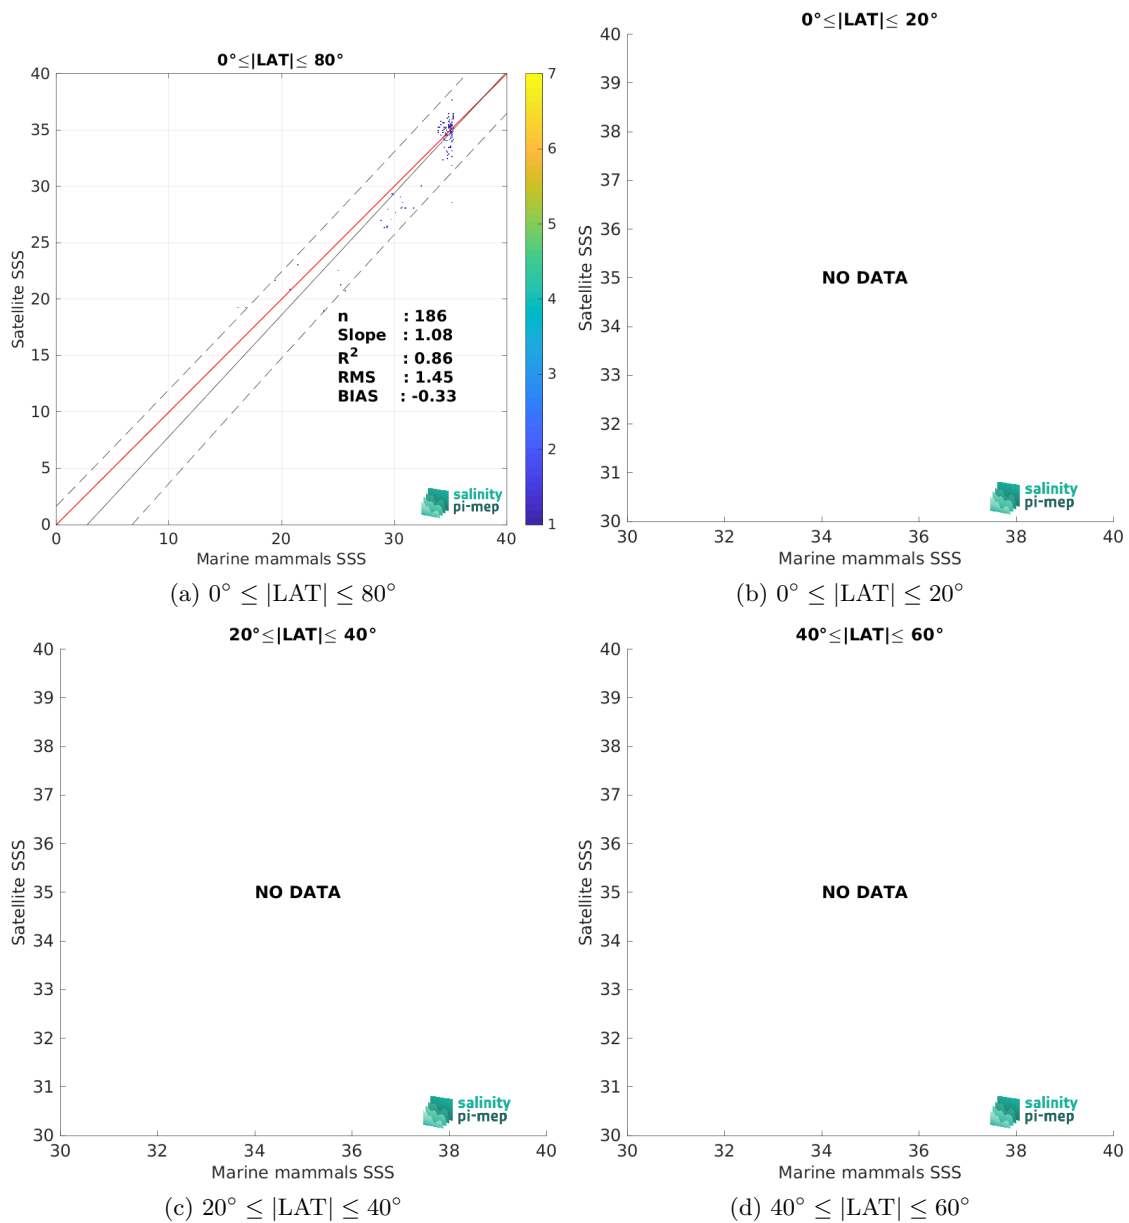 0°≤|LAT|≤ 80°
40
35
30
25
20
15
10
5
0
Satellite SSS
0
10
20
30
40
Marine mammals SSS
n : 186
Slope : 1.08
R2 : 0.86
RMS : 1.45
BIAS : -0.33
salinity
pi-mep
7
6
5
4
3
2
1
(a) 0° ≤ |LAT| ≤ 80°
0°≤|LAT|≤ 20°
40
39
38
37
36
35
34
33
32
31
30
Satellite SSS
NO DATA
salinity
pi-mep
30
32
34
36
38
40
Marine mammals SSS
(b) 0° ≤ |LAT| ≤ 20°
20°≤|LAT|≤ 40°
40
39
38
37
36
35
34
33
32
31
30
Satellite SSS
NO DATA
salinity
pi-mep
30
32
34
36
38
40
Marine mammals SSS
(c) 20° ≤ |LAT| ≤ 40°
40°≤|LAT|≤ 60°
40
39
38
37
36
35
34
33
32
31
30
Satellite SSS
NO DATA
salinity
pi-mep
30
32
34
36
38
40
Marine mammals SSS
(d) 40° ≤ |LAT| ≤ 60°